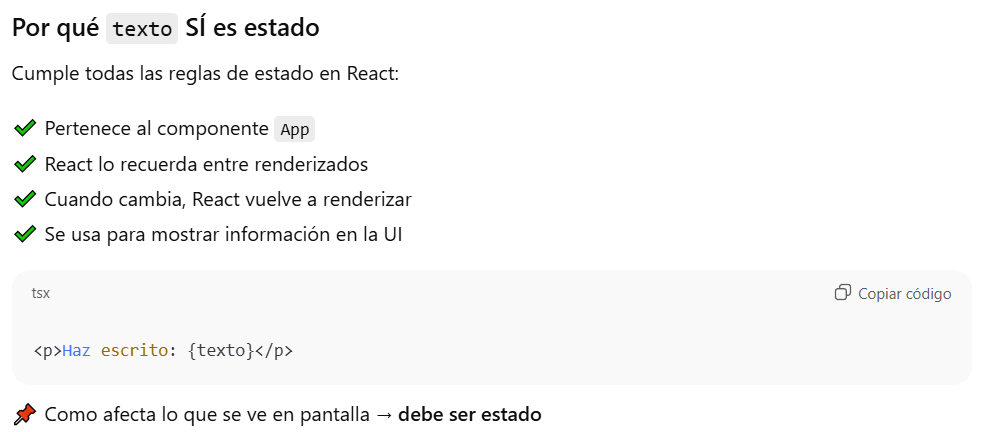 Por qué texto SÍ es estado
Cumple todas las reglas de estado en React:
Pertenece al componente App
React lo recuerda entre renderizados
Cuando cambia, React vuelve a renderizar
Se usa para mostrar información en la UI
tsx
Copiar código
<p>Haz escrito: {texto}</p>
Como afecta lo que se ve en pantalla → debe ser estado